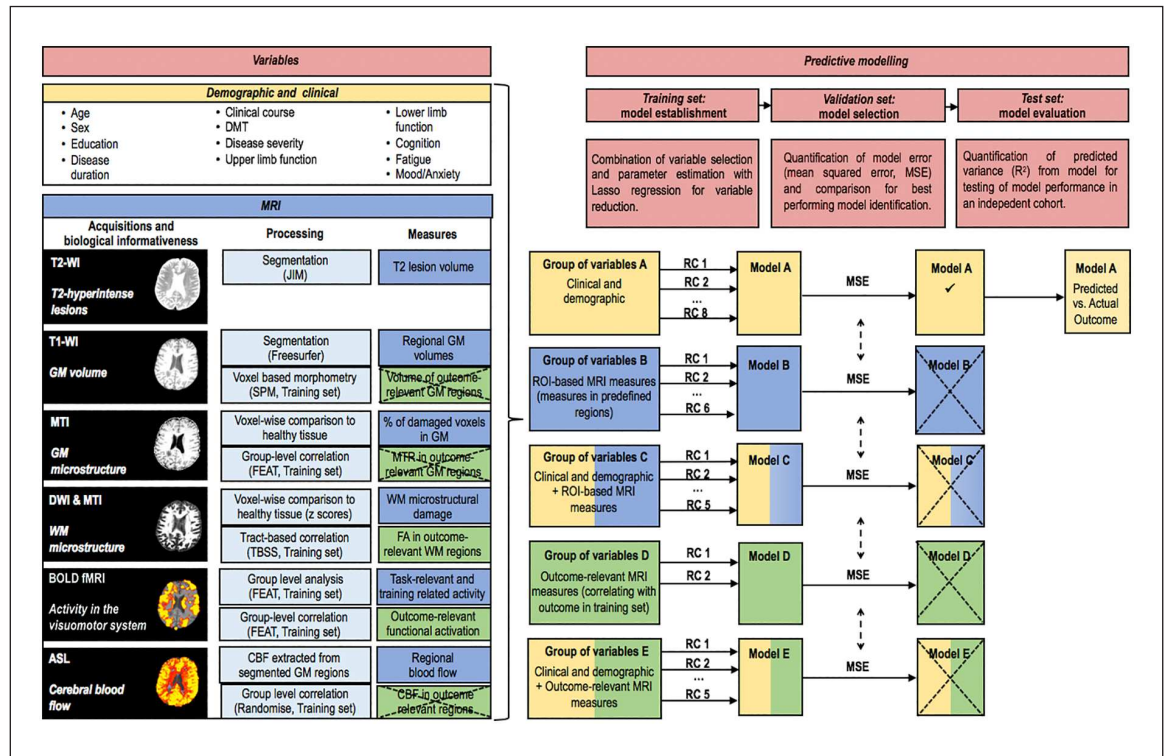 Variables
Demographic and clinical
• Age
• Sex
• Education
• Disease
duration
• Clinical course
• DMT
• Disease severity
• Upper limb function
• Lower limb
function
• Cognition
• Fatigue
• Mood/Anxiety
MRI
Acquisitions and
biological informativeness
Processing
Measures
T2-WI
T2-hyperintense
lesions
Segmentation
(JIM)
T2 lesion volume
T1-WI
GM volume
Segmentation
(Freesurfer)
Regional GM
volumes
Voxel based morphometry
(SPM, Training set)
Volume of outcome-
relevant GM regions
MTI
GM
microstructure
Voxel-wise comparison to
healthy tissue
% of damaged voxels
in GM
Group-level correlation
(FEAT, Training set)
MTR in outcome-
relevant GM regions
DWI & MTI
WM
microstructure
Voxel-wise comparison to
healthy tissue (z scores)
WM microstructural
damage
Tract-based correlation
(TBSS, Training set)
FA in outcome-
relevant WM regions
BOLD fMRI
Activity in the
visuomotor system
Group level analysis
(FEAT, Training set)
Task-relevant and
training related activity
Group-level correlation
(FEAT, Training set)
Outcome-relevant
functional activation
ASL
Cerebral blood
flow
CBF extracted from
segmented GM regions
Regional
blood flow
Group level correlation
(Randomise, Training set)
CBF in outcome
relevant regions
Predictive modelling
Training set:
model establishment
Validation set:
model selection
Test set:
model evaluation
Combination of variable selection
and parameter estimation with
Lasso regression for variable
reduction.
Quantification of model error
(mean squared error, MSE)
and comparison for best
performing model identification.
Quantification of predicted
variance (R²) from model for
testing of model performance in
an indepedent cohort.
Group of variables A
Clinical and
demographic
RC 1
RC 2
...
RC 8
Model A
MSE
Model A
✓
Model A
Predicted
vs. Actual
Outcome
Group of variables B
ROI-based MRI measures
(measures in predefined
regions)
RC 1
RC 2
...
RC 6
Model B
MSE
Model B
Group of variables C
Clinical and demographic
+ ROI-based MRI
measures
RC 1
RC 2
...
RC 5
Model C
MSE
Model C
Group of variables D
Outcome-relevant MRI
measures (correlating with
outcome in training set)
RC 1
RC 2
Model D
MSE
Model D
Group of variables E
Clinical and demographic
+ Outcome-relevant MRI
measures
RC 1
RC 2
...
RC 5
Model E
MSE
Model E